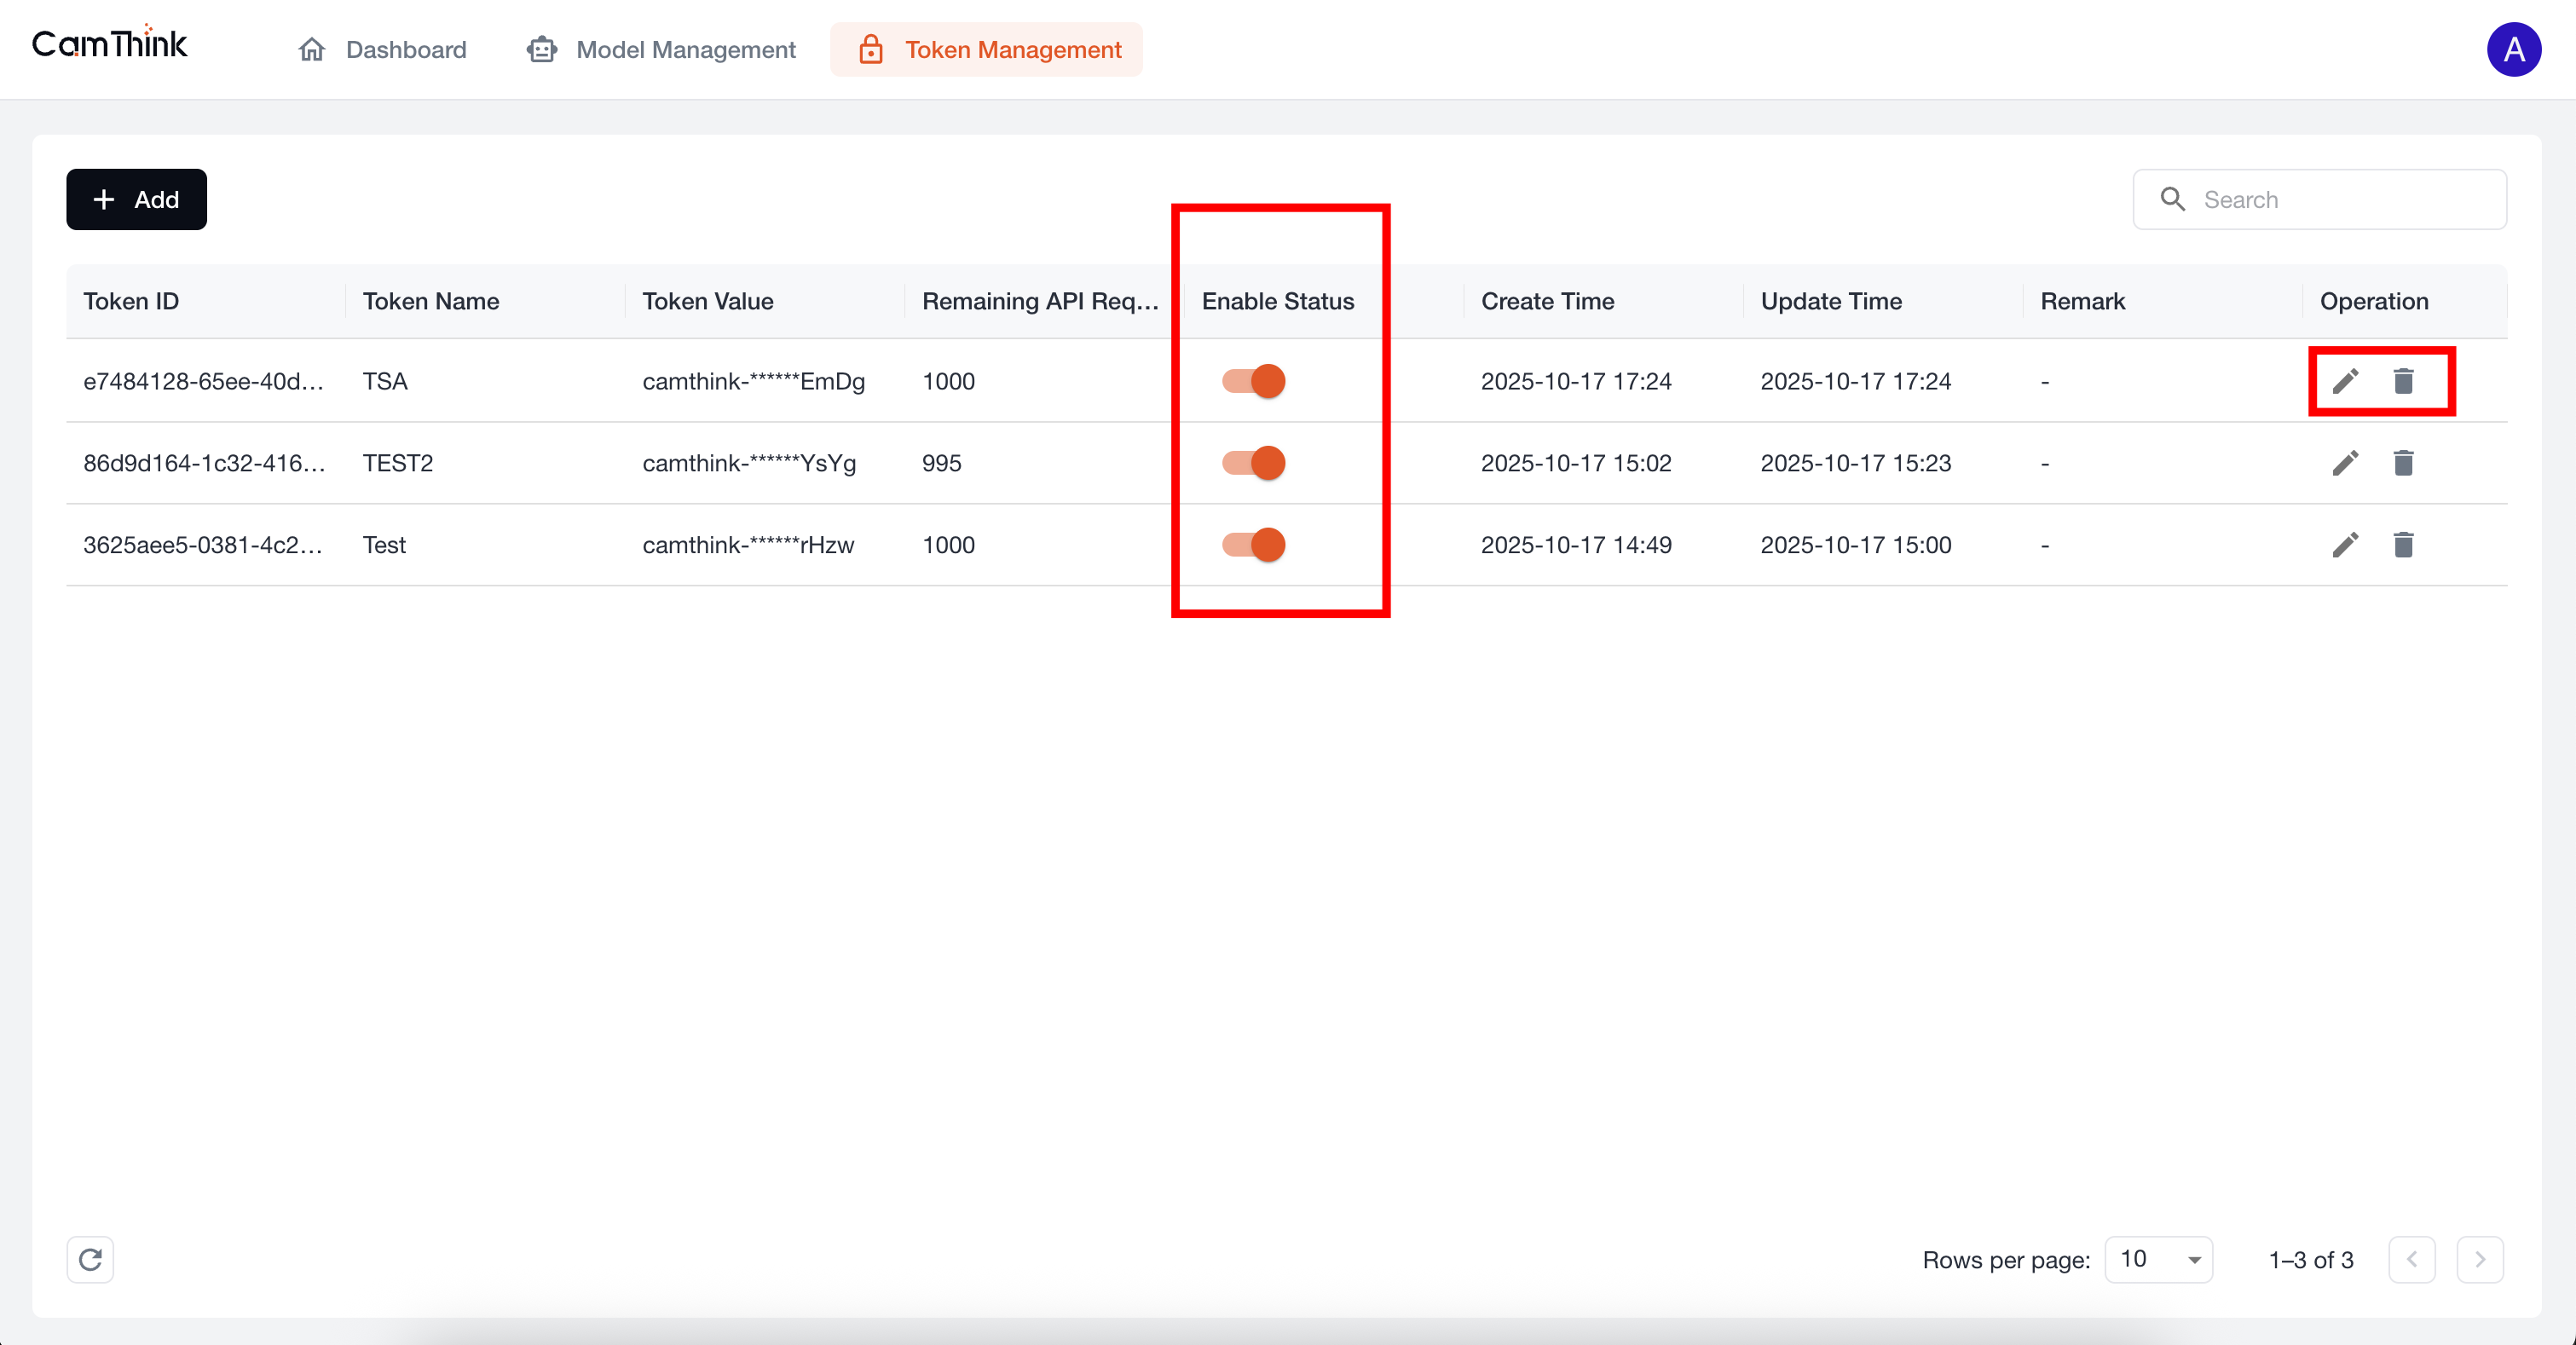 CamThink
Dashboard
Model Management
Token Management
A
Add
Search
Token ID Token Name Token Value Remaining API Req... Enable Status Create Time Update Time Remark Operation
e7484128-65ee-40d... TSA camthink-******EmDg 1000 2025-10-17 17:24 2025-10-17 17:24 -
86d9d164-1c32-416... TEST2 camthink-******YsYg 995 2025-10-17 15:02 2025-10-17 15:23 -
3625aee5-0381-4c2... Test camthink-******rHzw 1000 2025-10-17 14:49 2025-10-17 15:00 -
Rows per page: 10 1–3 of 3